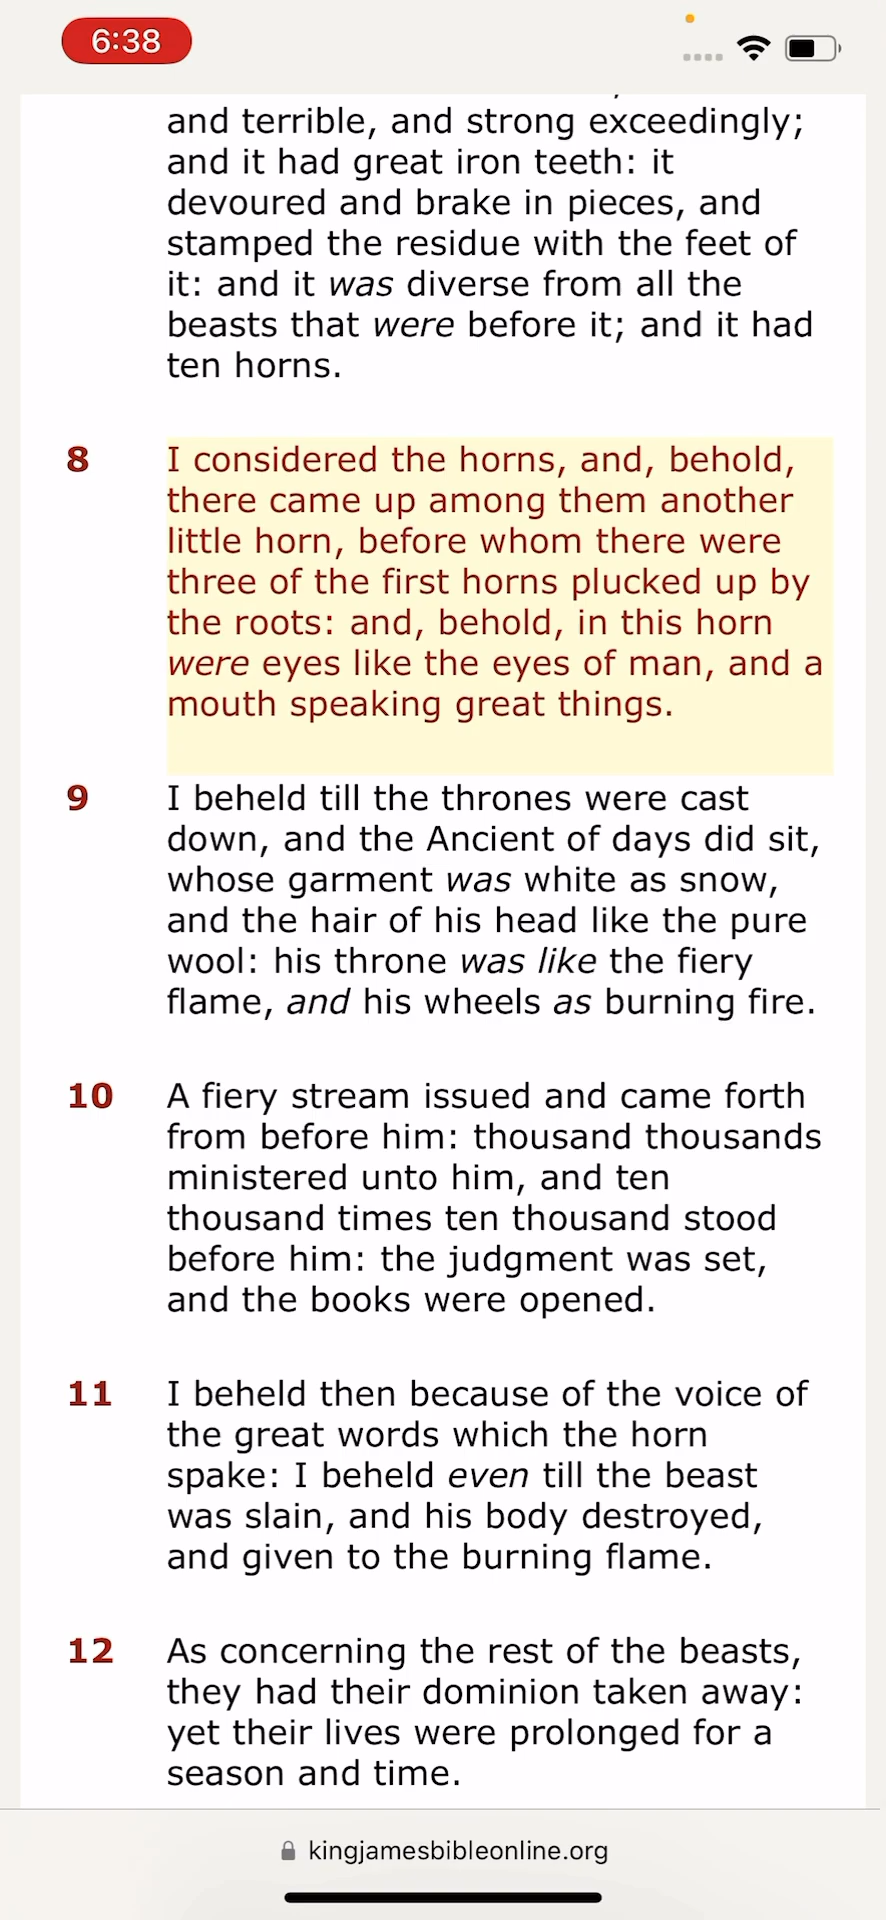 6:38
and terrible, and strong exceedingly;
and it had great iron teeth: it
devoured and brake in pieces, and
stamped the residue with the feet of
it: and it was diverse from all the
beasts that were before it; and it had
ten horns.
8 I considered the horns, and, behold,
there came up among them another
little horn, before whom there were
three of the first horns plucked up by
the roots: and, behold, in this horn
were eyes like the eyes of man, and a
mouth speaking great things.
9 I beheld till the thrones were cast
down, and the Ancient of days did sit,
whose garment was white as snow,
and the hair of his head like the pure
wool: his throne was like the fiery
flame, and his wheels as burning fire.
10 A fiery stream issued and came forth
from before him: thousand thousands
ministered unto him, and ten
thousand times ten thousand stood
before him: the judgment was set,
and the books were opened.
11 I beheld then because of the voice of
the great words which the horn
spake: I beheld even till the beast
was slain, and his body destroyed,
and given to the burning flame.
12 As concerning the rest of the beasts,
they had their dominion taken away:
yet their lives were prolonged for a
season and time.
kingjamesbibleonline.org